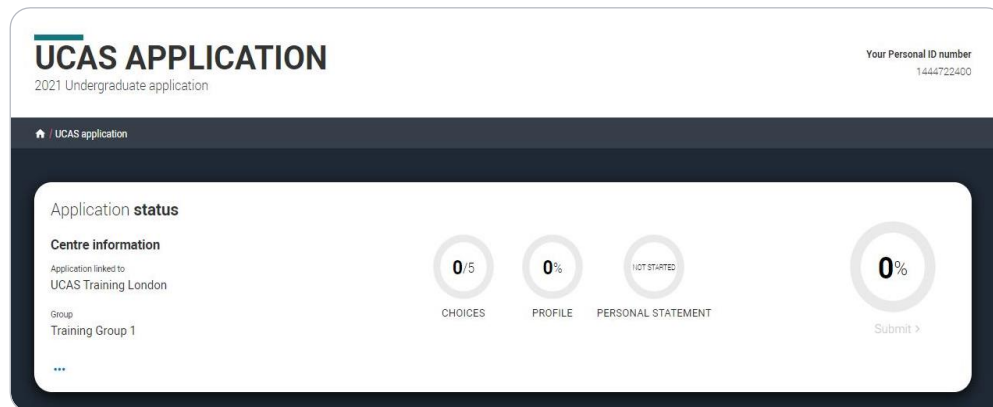 UCAS APPLICATION
2021 Undergraduate application
Your Personal ID number
1444722400
/ UCAS application
Application status
Centre information
Application linked to
UCAS Training London
Group
Training Group 1
...
0/5
CHOICES
0%
PROFILE
NOT STARTED
PERSONAL STATEMENT
0%
Submit >